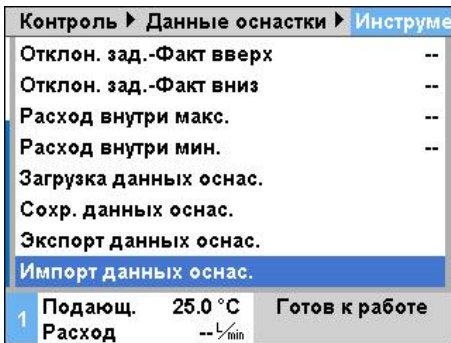 Контроль ▶ Данные оснастки ▶ Инструме
Отклон. зад.-Факт вверх --
Отклон. зад.-Факт вниз --
Расход внутри макс. --
Расход внутри мин. --
Загрузка данных оснас.
Сохр. данных оснас.
Экспорт данных оснас.
Импорт данных оснас.
1 Подающ. 25.0 °C Готов к работе
Расход -- L/min